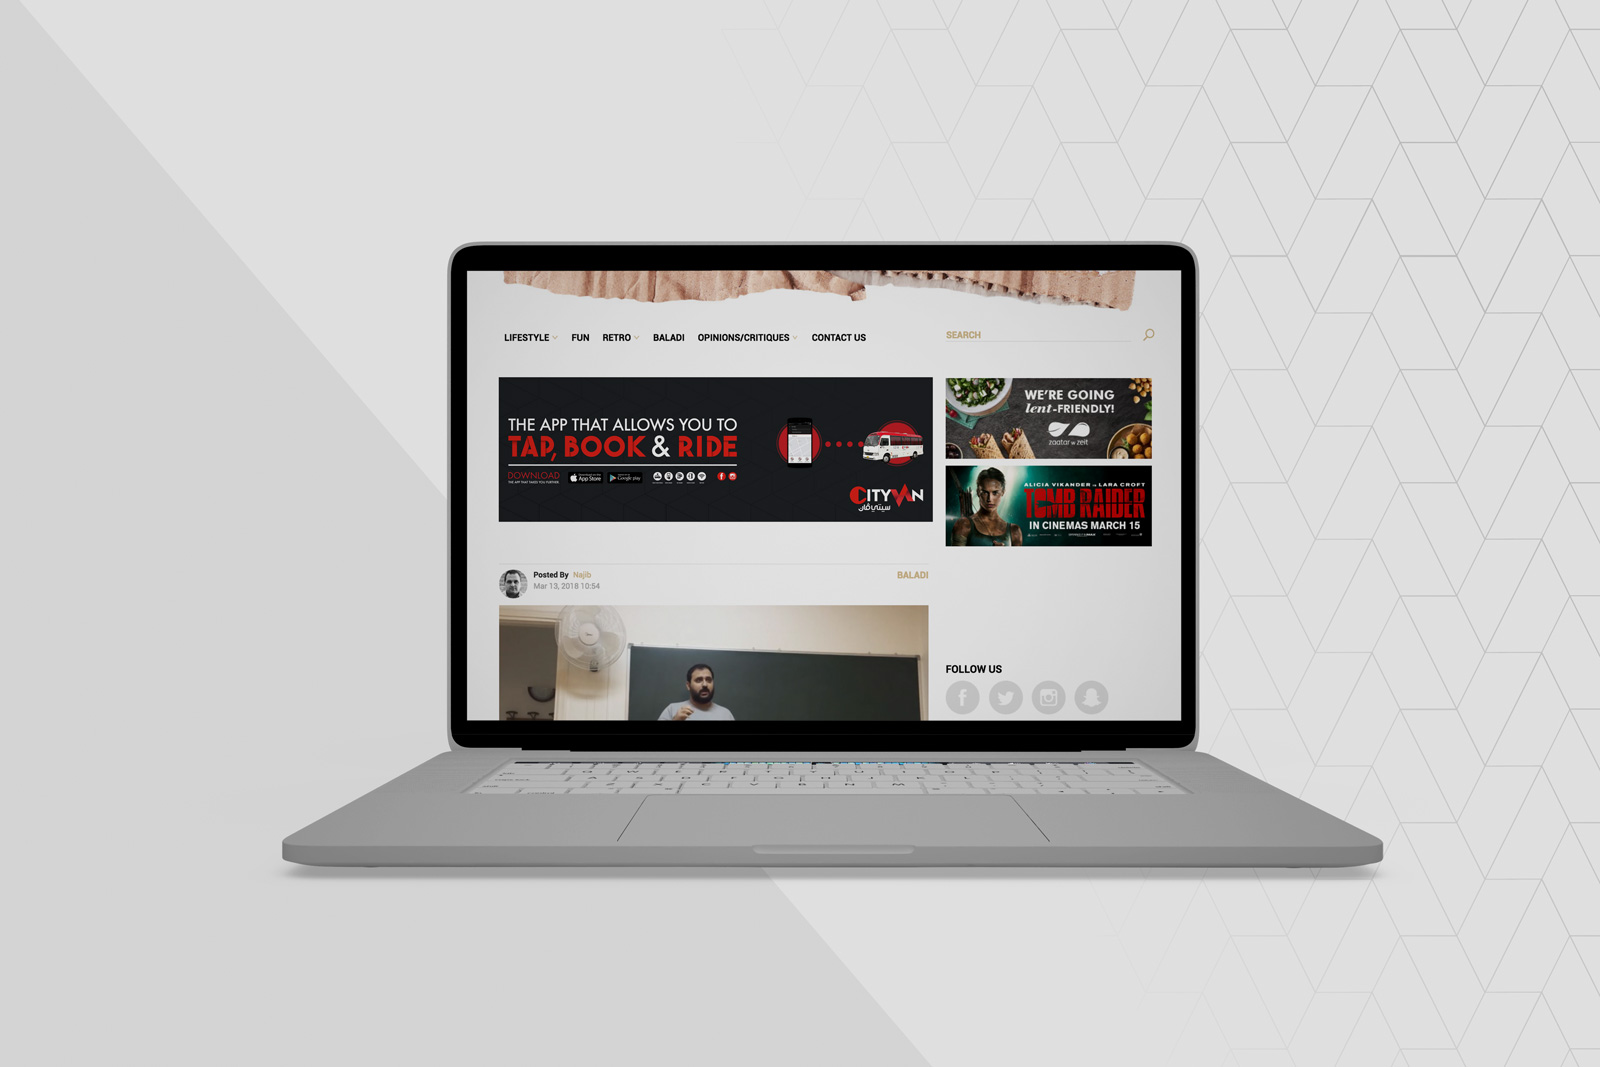 LIFESTYLE FUN RETRO BALADI OPINIONS/CRITIQUES CONTACT US
SEARCH
THE APP THAT ALLOWS YOU TO
TAP, BOOK & RIDE
DOWNLOAD
THE APP THAT TAKES YOU FURTHER
App Store
Google play
CITYVAN
سيتي ڤان
WE'RE GOING
lent-FRIENDLY!
zaatar w zeit
ALICIA VIKANDER IS LARA CROFT
TOMB RAIDER
IN CINEMAS MARCH 15
Posted By Najib
Mar 13, 2018 10:54
BALADI
FOLLOW US